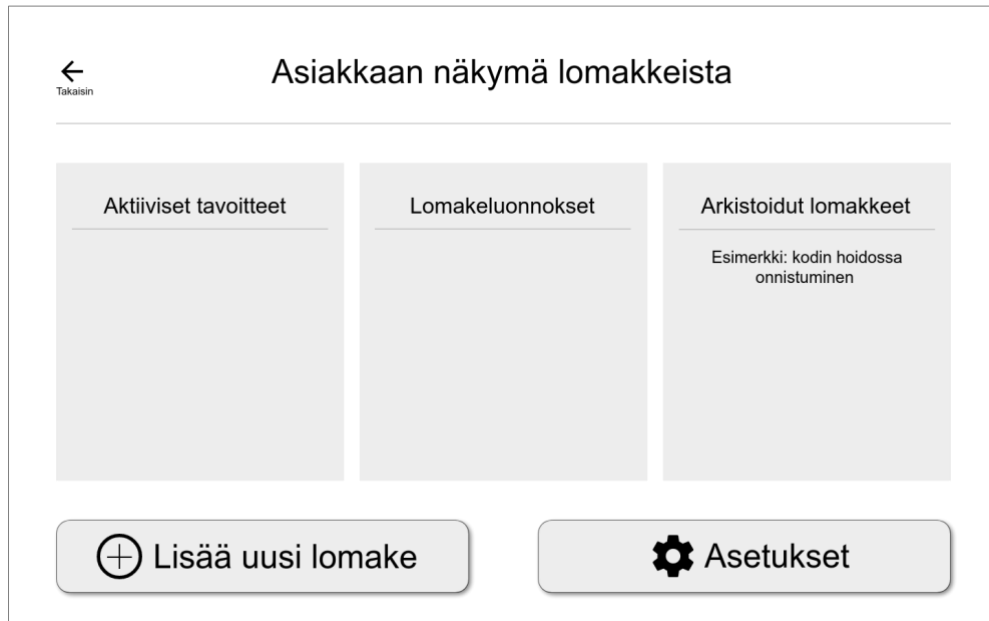 Asiakkaan näkymä lomakkeista
Takaisin
Aktiiviset tavoitteet
Lomakeluonnokset
Arkistoidut lomakkeet
Esimerkki: kodin hoidossa
onnistuminen
Lisää uusi lomake
Asetukset